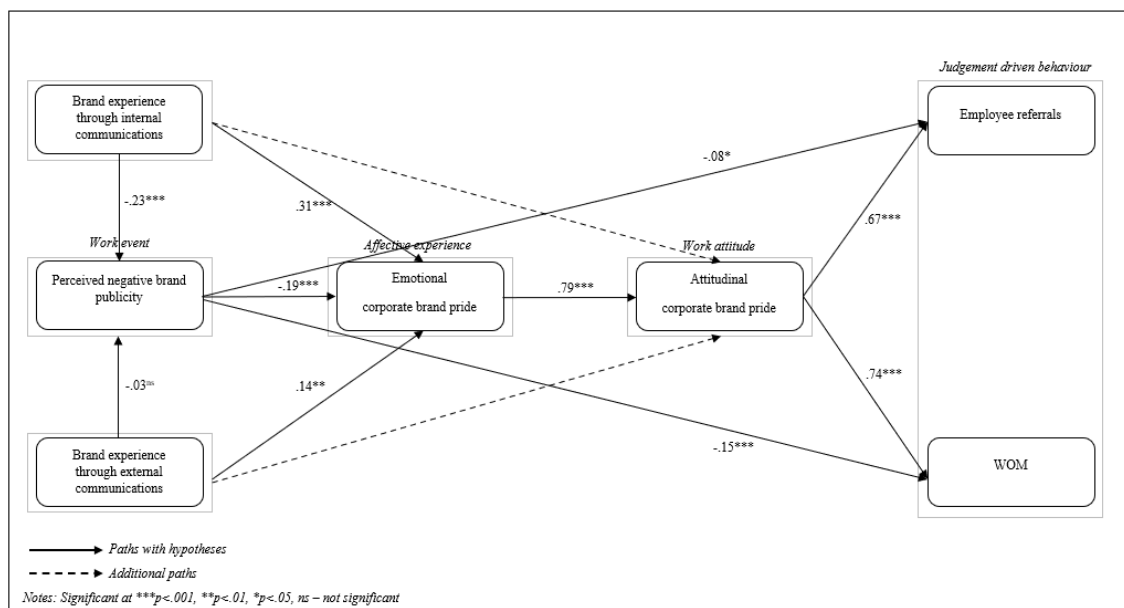 Judgement driven behaviour
Brand experience
through internal
communications
Employee referrals
-.08*
-.23***
.31***
.67***
Work event
Affective experience
Work attitude
Perceived negative brand
publicity
-.19***
Emotional
corporate brand pride
.79***
Attitudinal
corporate brand pride
-.03ns
.14**
.74***
-.15***
Brand experience
through external
communications
WOM
Paths with hypotheses
Additional paths
Notes: Significant at ***p<.001, **p<.01, *p<.05, ns – not significant